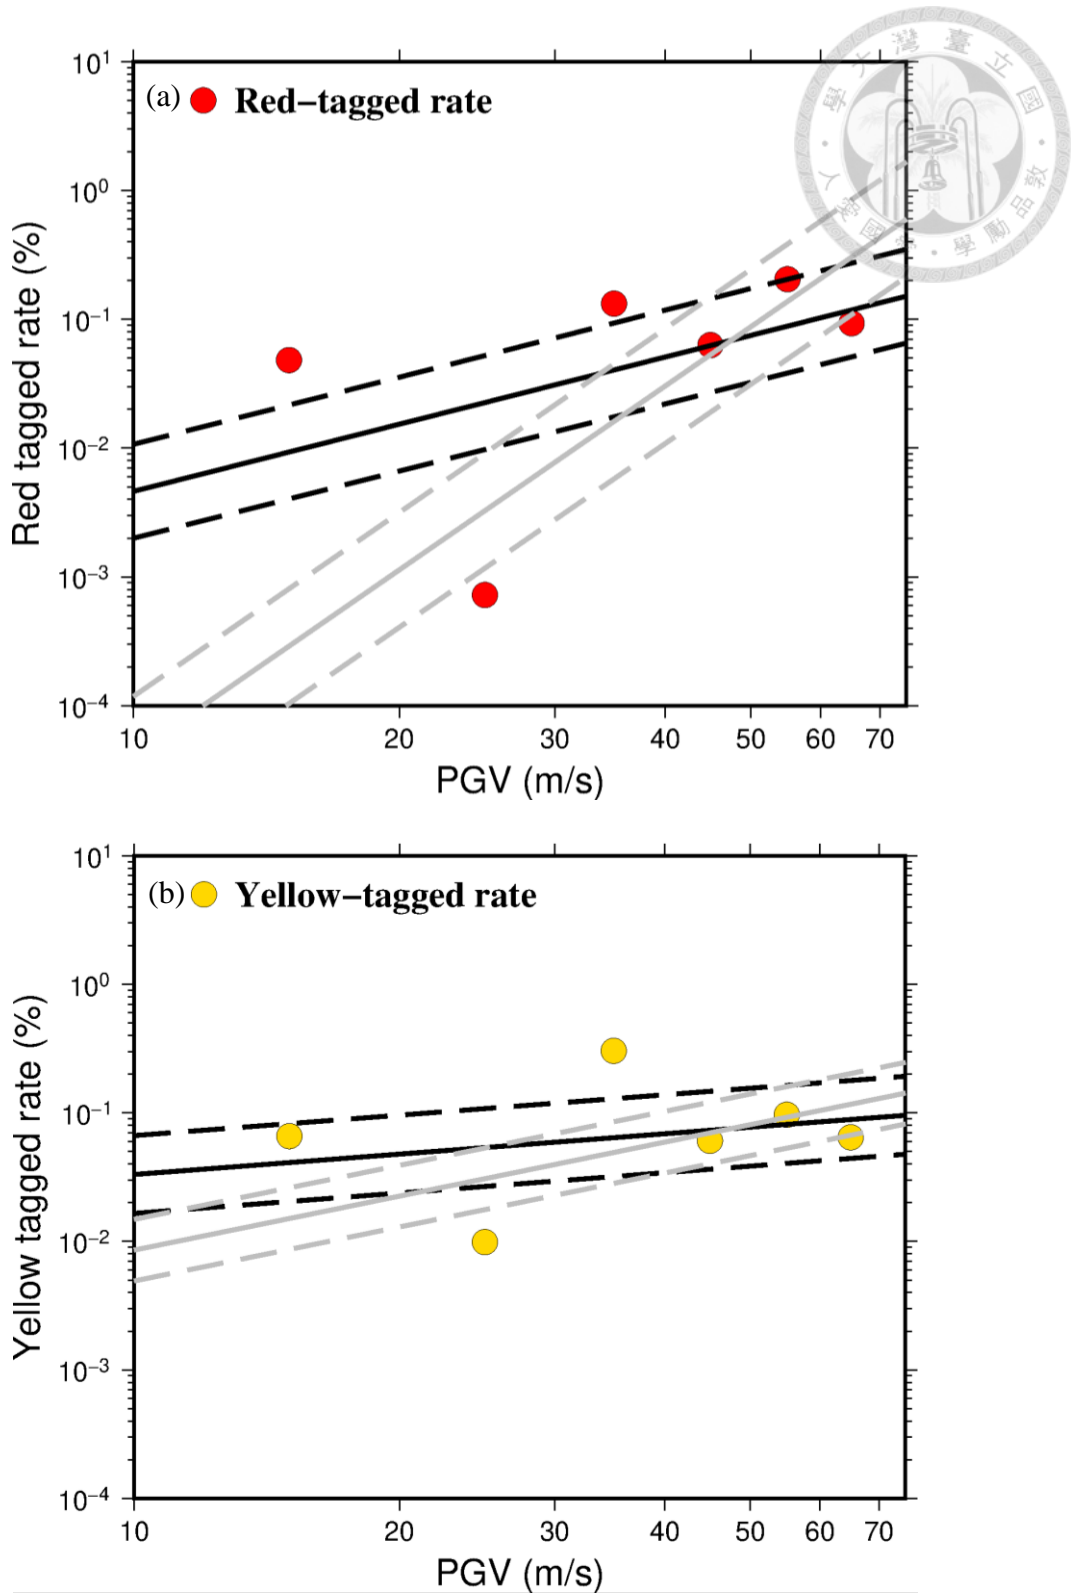 (a) Red−tagged rate
10¹
10⁰
10⁻¹
10⁻²
10⁻³
10⁻⁴
Red tagged rate (%)
10 20 30 40 50 60 70
PGV (m/s)
(b) Yellow−tagged rate
10¹
10⁰
10⁻¹
10⁻²
10⁻³
10⁻⁴
Yellow tagged rate (%)
10 20 30 40 50 60 70
PGV (m/s)